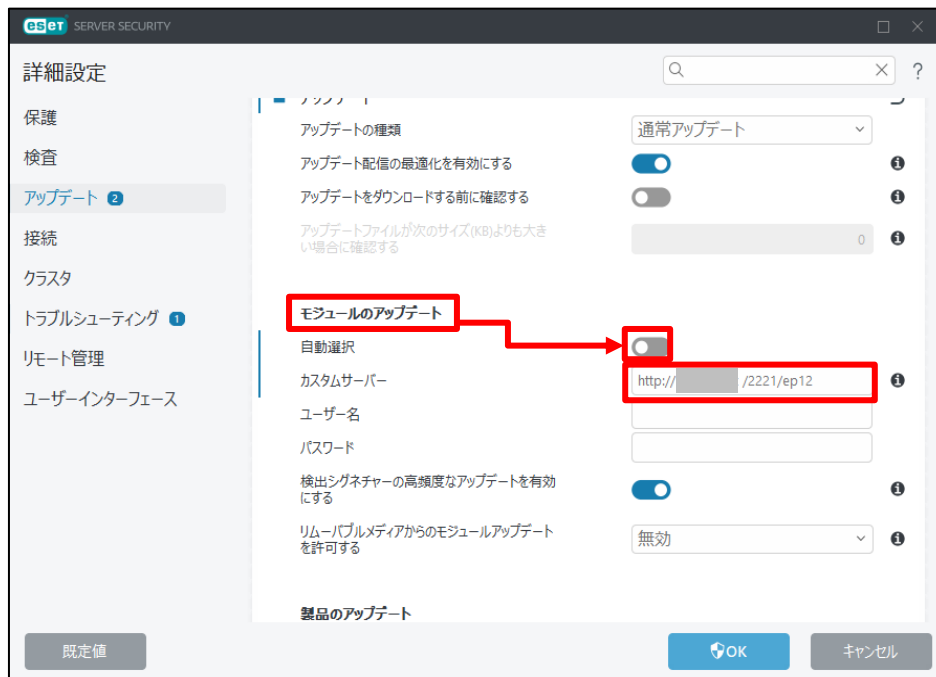 eset SERVER SECURITY
詳細設定
?
保護
検査
アップデート 2
接続
クラスタ
トラブルシューティング 1
リモート管理
ユーザーインターフェース
アップデート
アップデートの種類
通常アップデート
アップデート配信の最適化を有効にする
アップデートをダウンロードする前に確認する
アップデートファイルが次のサイズ(KB)よりも大き
い場合に確認する
0
モジュールのアップデート
自動選択
カスタムサーバー
http:// /2221/ep12
ユーザー名
パスワード
検出シグネチャーの高頻度なアップデートを有効
にする
リムーバブルメディアからのモジュールアップデート
を許可する
無効
製品のアップデート
既定値
OK
キャンセル